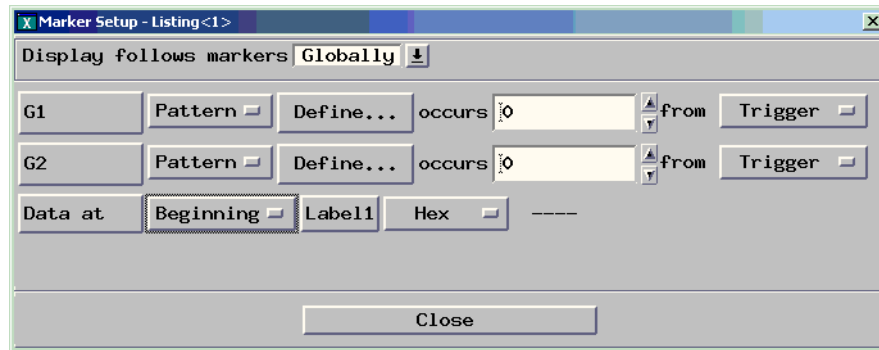 X Marker Setup - Listing<1>
Display follows markers Globally
G1 Pattern Define... occurs 0 from Trigger
G2 Pattern Define... occurs 0 from Trigger
Data at Beginning Label1 Hex ----
Close